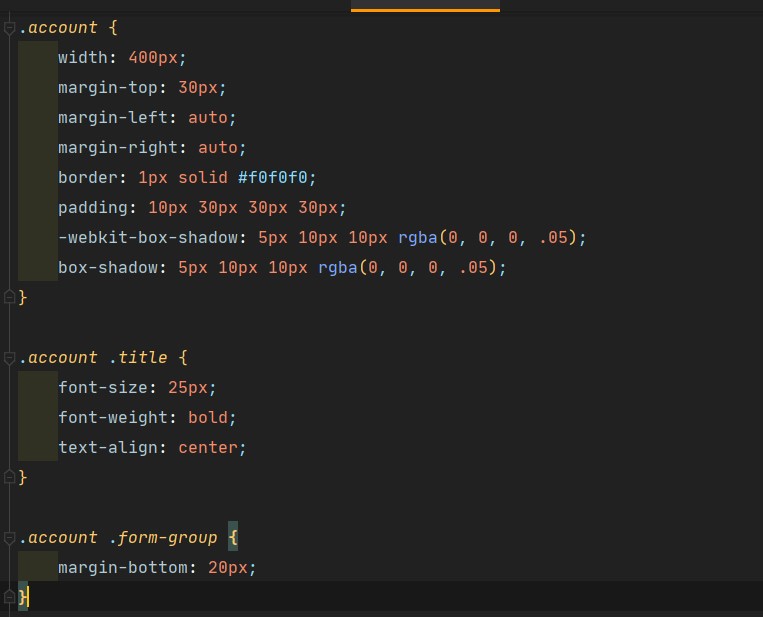 .account {
    width: 400px;
    margin-top: 30px;
    margin-left: auto;
    margin-right: auto;
    border: 1px solid #f0f0f0;
    padding: 10px 30px 30px 30px;
    -webkit-box-shadow: 5px 10px 10px rgba(0, 0, 0, .05);
    box-shadow: 5px 10px 10px rgba(0, 0, 0, .05);
}

.account .title {
    font-size: 25px;
    font-weight: bold;
    text-align: center;
}

.account .form-group {
    margin-bottom: 20px;
}